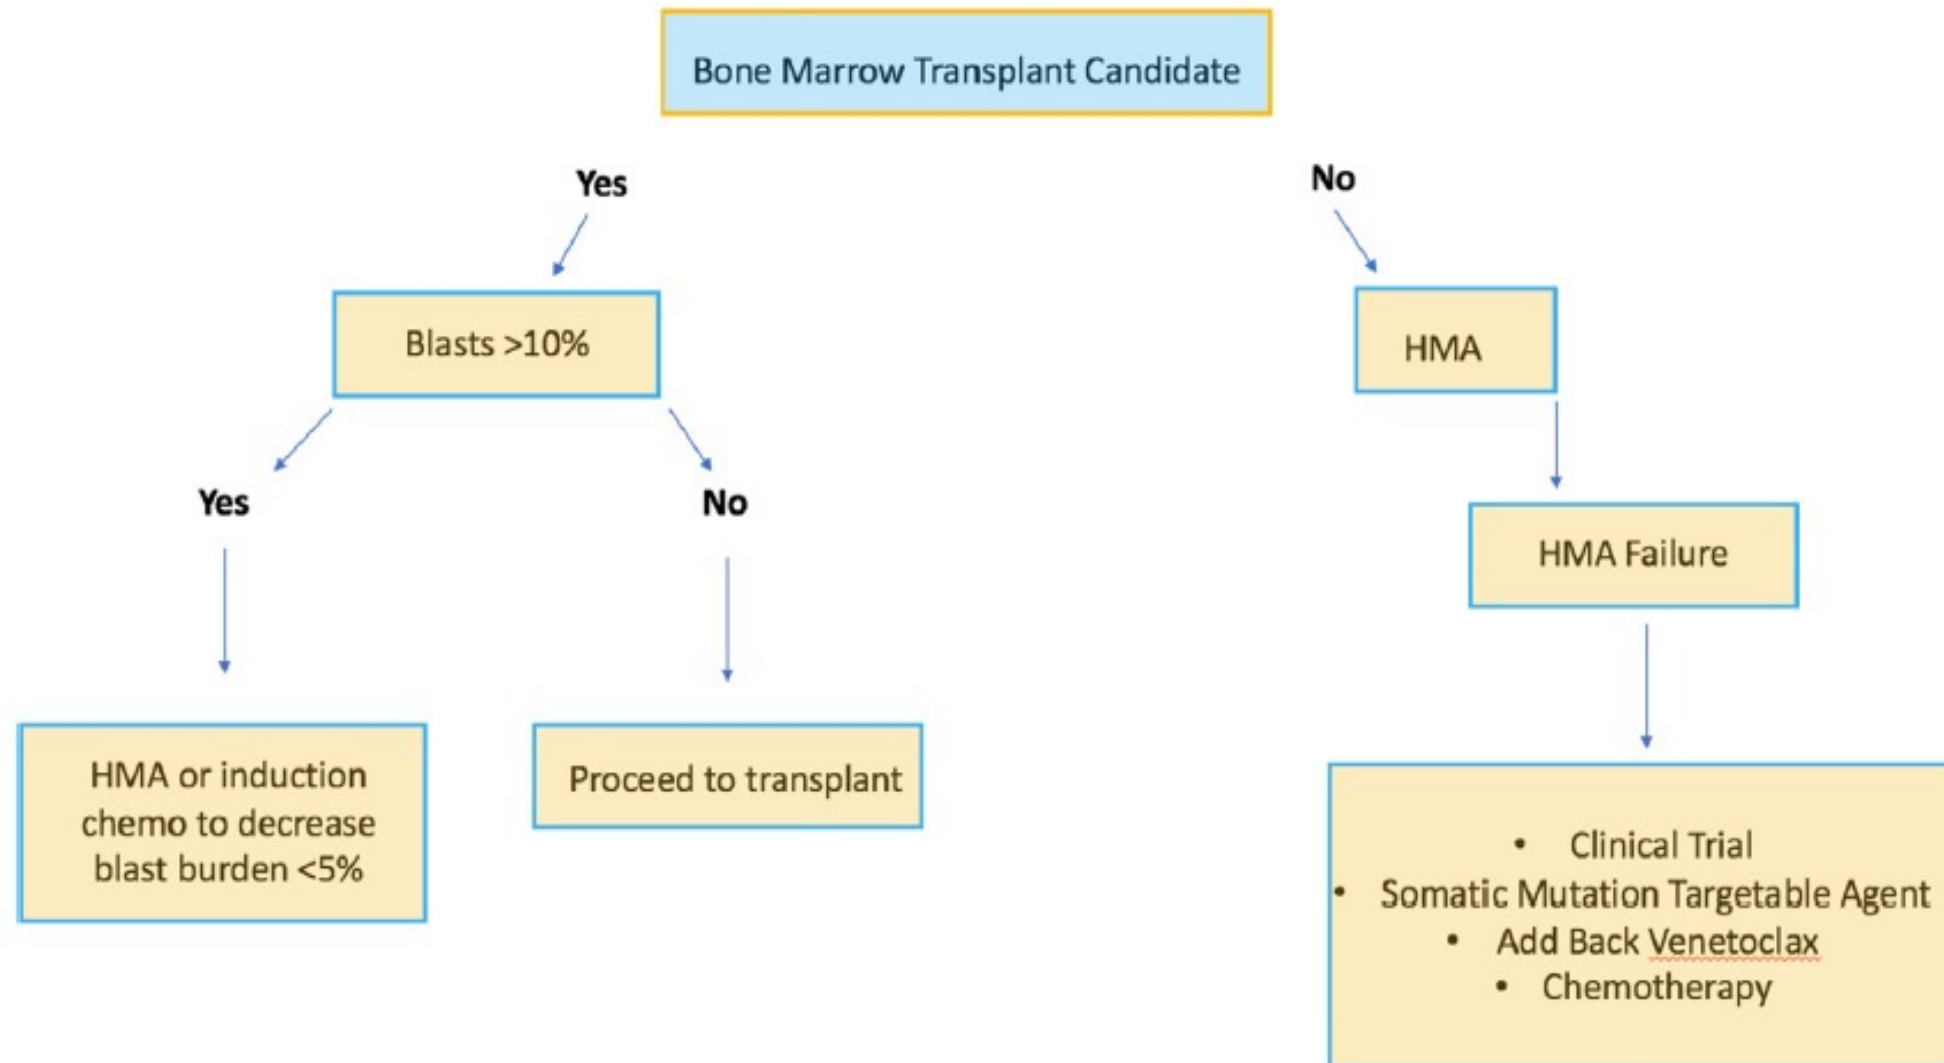 Bone Marrow Transplant Candidate
Yes
No
Blasts >10%
HMA
Yes
No
HMA Failure
HMA or induction
chemo to decrease
blast burden <5%
Proceed to transplant
• Clinical Trial
• Somatic Mutation Targetable Agent
• Add Back Venetoclax
• Chemotherapy